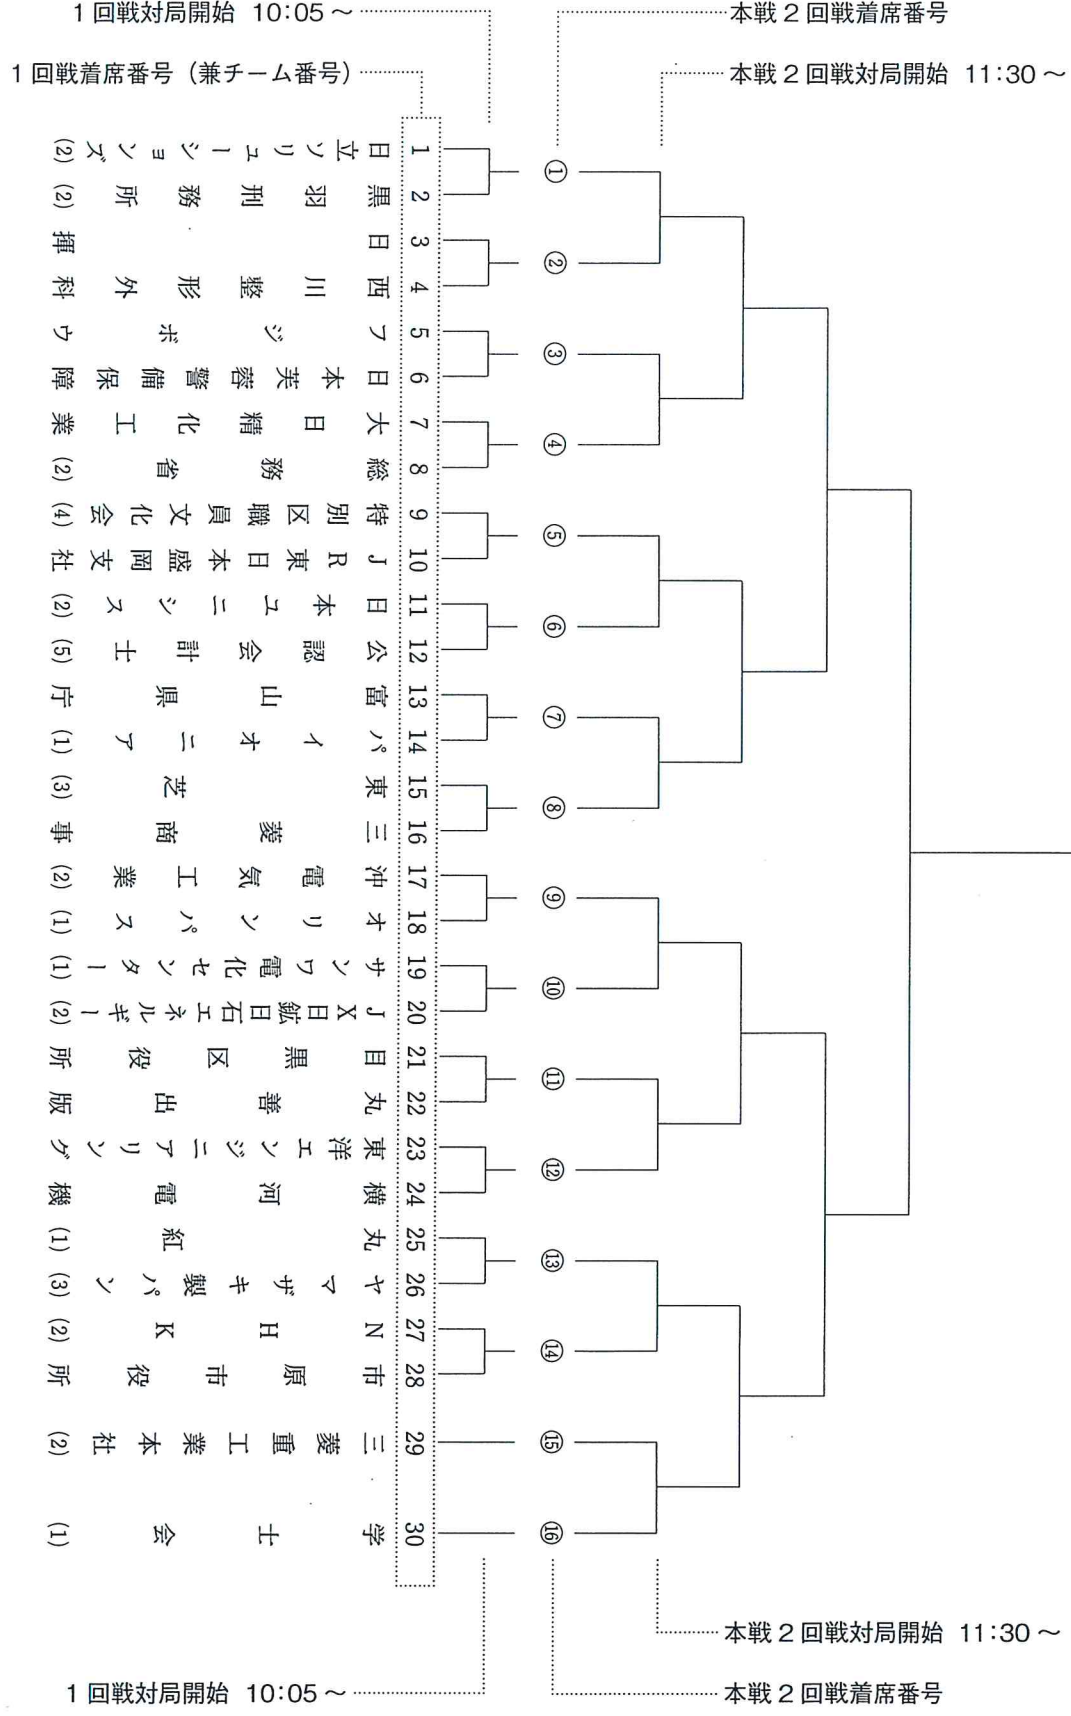 1回戦対局開始 10:05～
本戦2回戦着席番号
1回戦着席番号（兼チーム番号）
本戦2回戦対局開始 11:30～
1 日立ソリューションズ(2)
2 黒羽刑務所(2)
①
3 日揮
4 西川整形外科
②
5 フジボウ
6 日本芙蓉警備保障
③
7 大日精化工業
8 総務省(2)
④
9 特別区職員文化会(4)
10 JR東日本盛岡支社
⑤
11 日本ユニシス(2)
12 公認会計士(5)
⑥
13 富山県庁
14 パイオニア(1)
⑦
15 東芝(3)
16 三菱商事
⑧
17 沖電気工業(2)
18 オリンパス(1)
⑨
19 サンワ電化センター(1)
20 JX日鉱日石エネルギー(2)
⑩
21 目黒区役所
22 丸善出版
⑪
23 東洋エンジニアリング
24 横河電機
⑫
25 丸紅(1)
26 ヤマザキ製パン(3)
⑬
27 NHK(2)
28 市原市役所
⑭
29 三菱重工業本社(2)
⑮
30 学士会(1)
⑯
本戦2回戦対局開始 11:30～
1回戦対局開始 10:05～
本戦2回戦着席番号